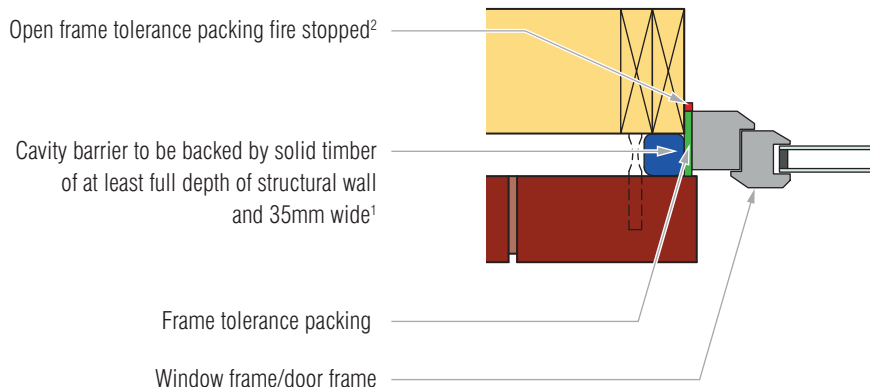 Open frame tolerance packing fire stopped²
Cavity barrier to be backed by solid timber
of at least full depth of structural wall
and 35mm wide¹
Frame tolerance packing
Window frame/door frame